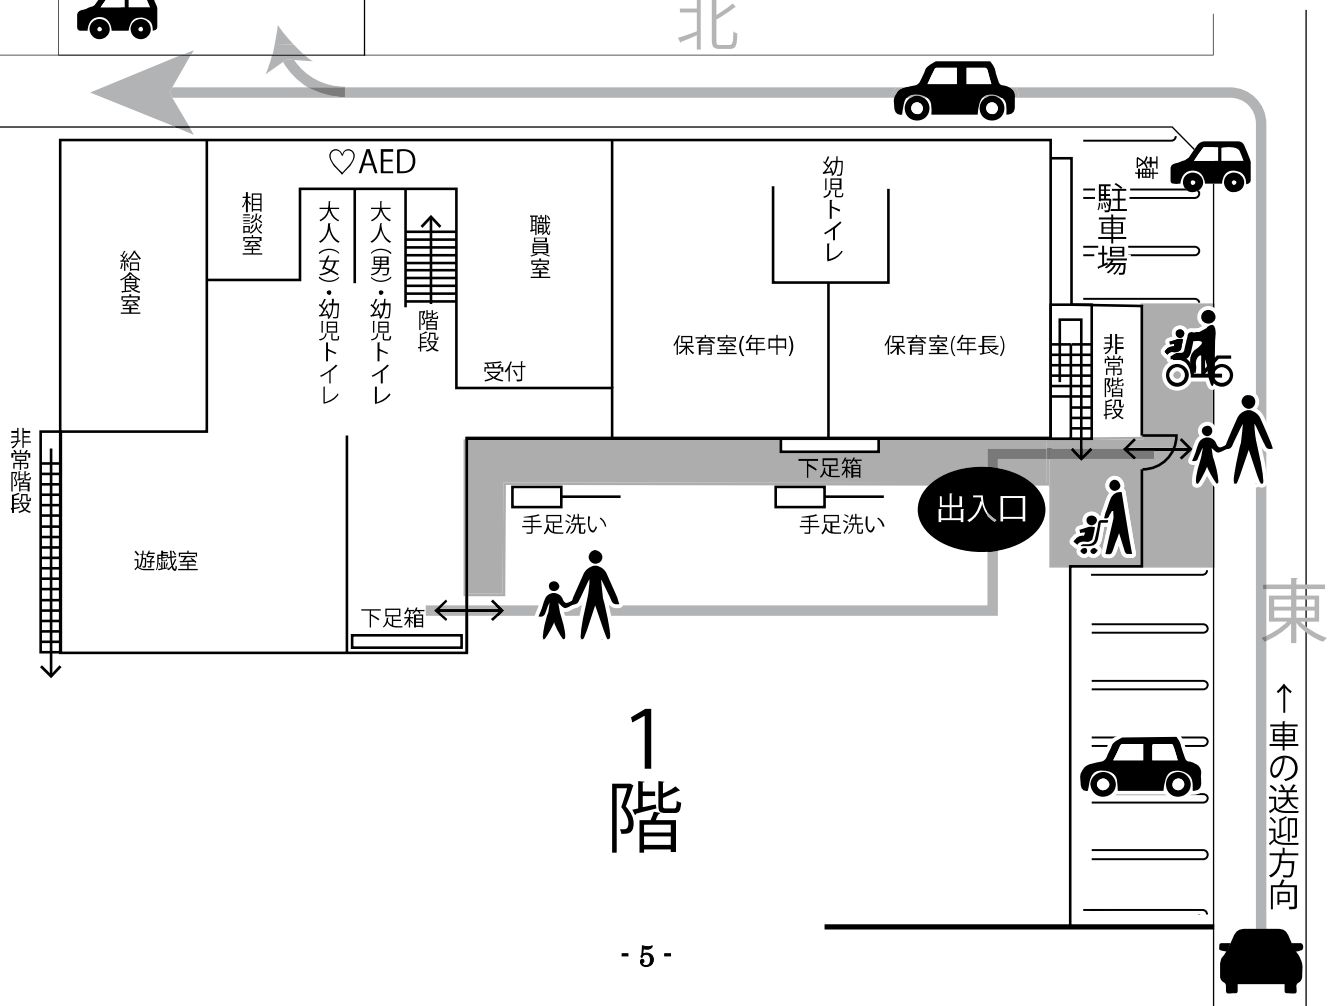 北
♡AED
幼児トイレ
軽
駐車場
相談室
大人(女)・幼児トイレ
大人(男)・幼児トイレ
階段
職員室
給食室
受付
保育室(年中)
保育室(年長)
非常階段
非常階段
下足箱
手足洗い
手足洗い
出入口
遊戯室
下足箱
東
↑車の送迎方向
1階
- 5 -